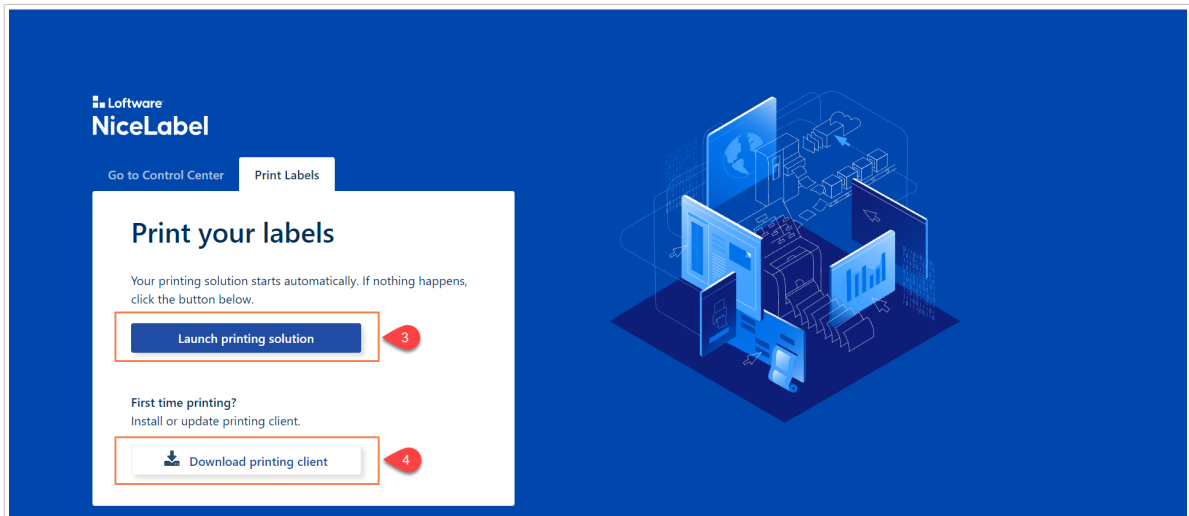 Loftware
NiceLabel
Go to Control Center
Print Labels
Print your labels
Your printing solution starts automatically. If nothing happens,
click the button below.
Launch printing solution
3
First time printing?
Install or update printing client.
Download printing client
4